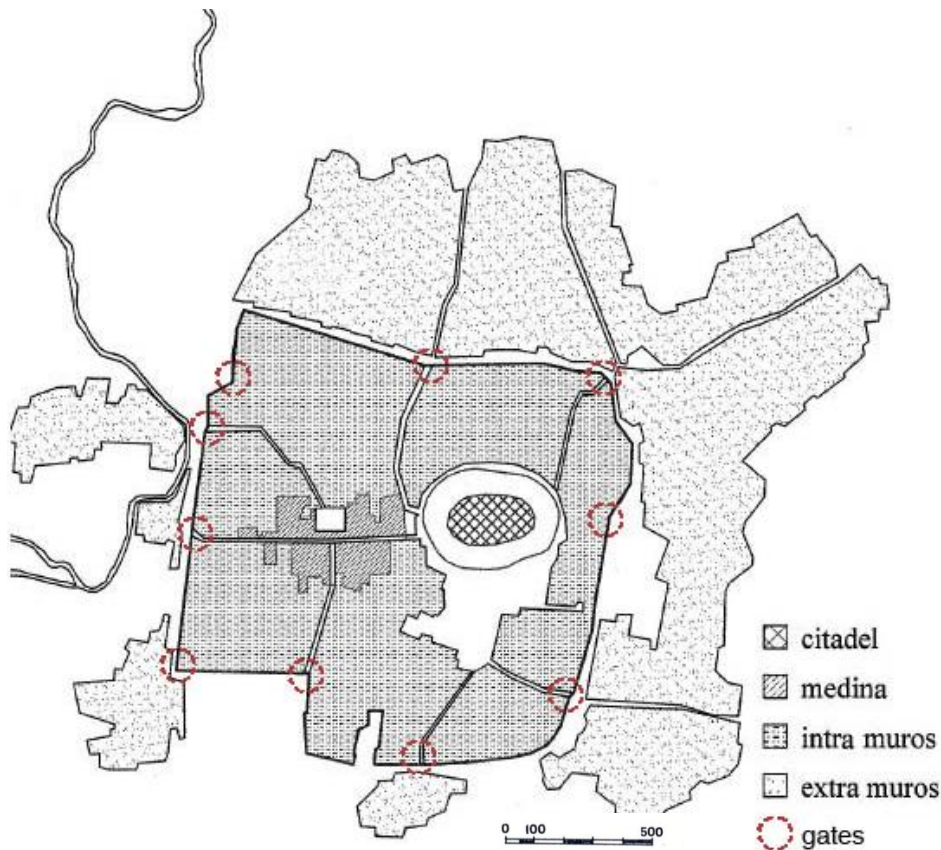 citadel
medina
intra muros
extra muros
gates
0 100 500